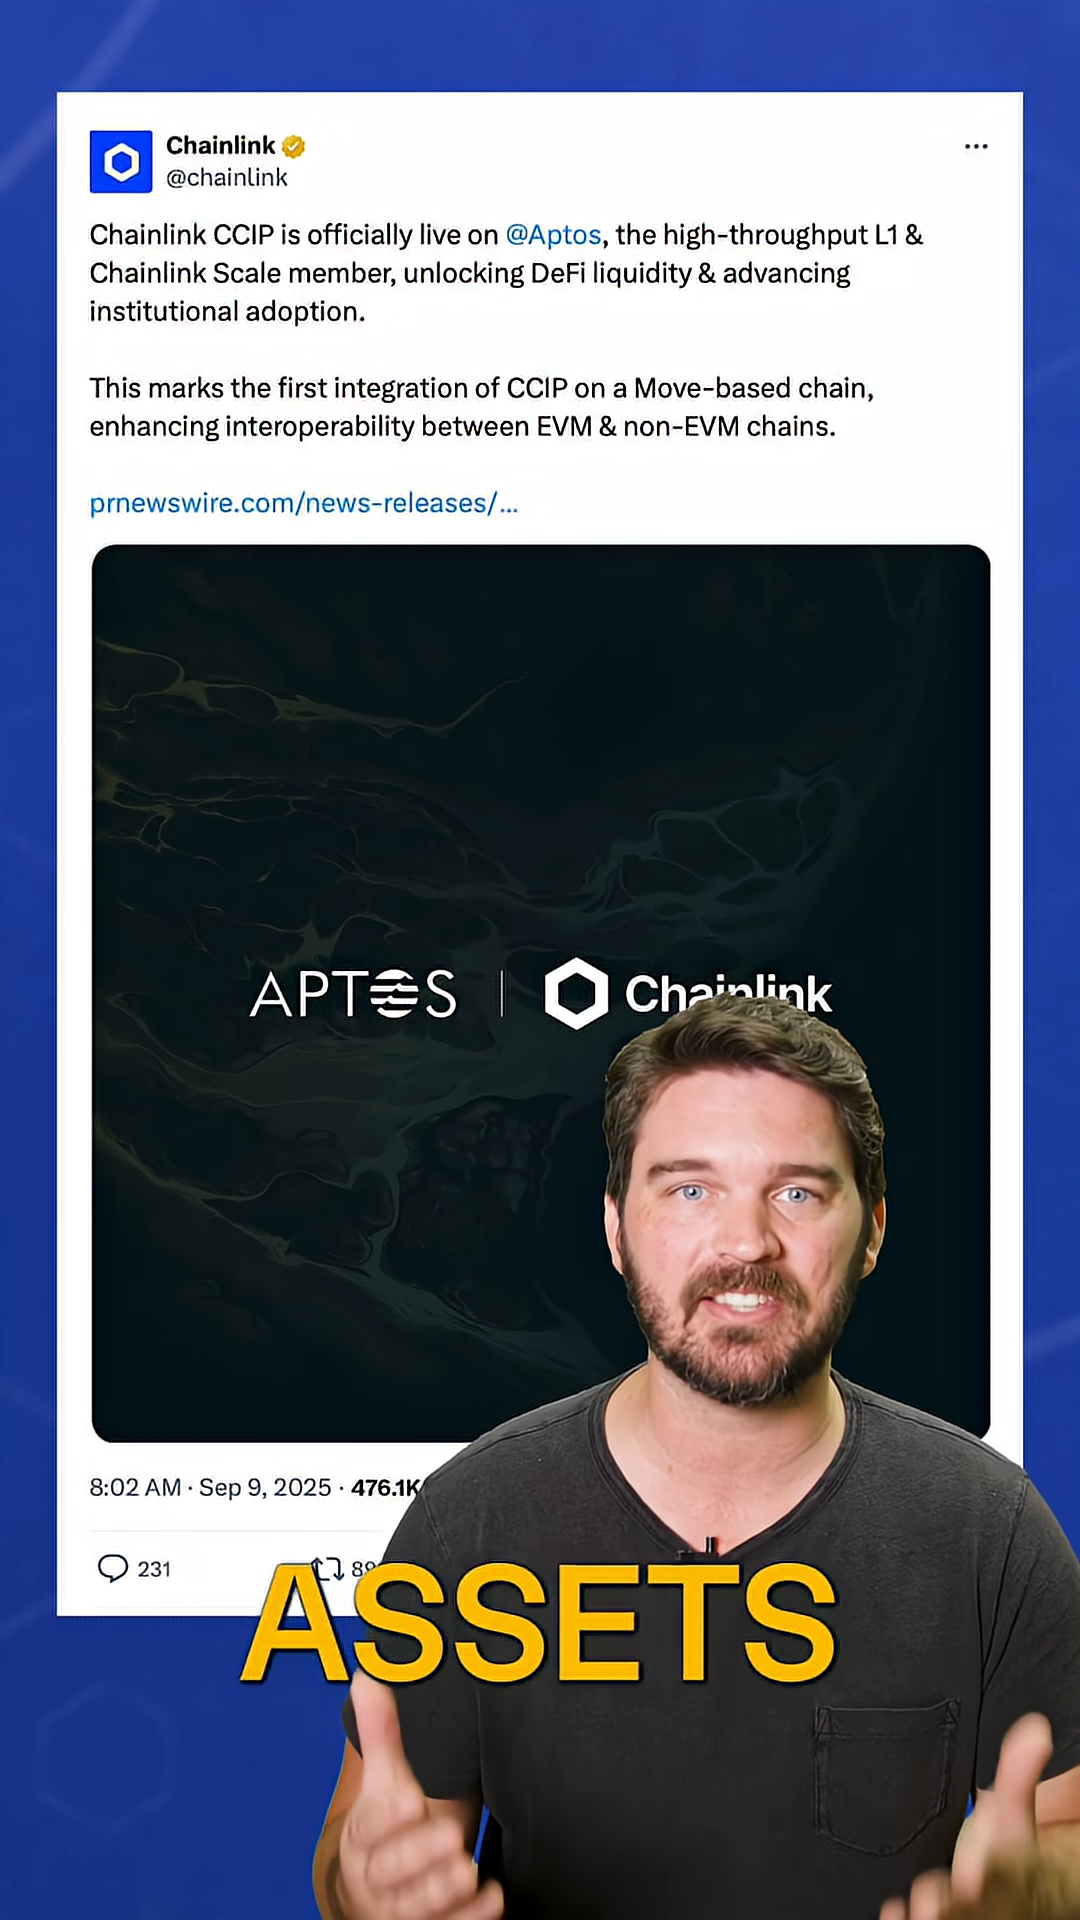 Chainlink
@chainlink
Chainlink CCIP is officially live on @Aptos, the high-throughput L1 &
Chainlink Scale member, unlocking DeFi liquidity & advancing
institutional adoption.
This marks the first integration of CCIP on a Move-based chain,
enhancing interoperability between EVM & non-EVM chains.
prnewswire.com/news-releases/...
APTOS | Chainlink
8:02 AM · Sep 9, 2025 · 476.1K
231
ASSETS